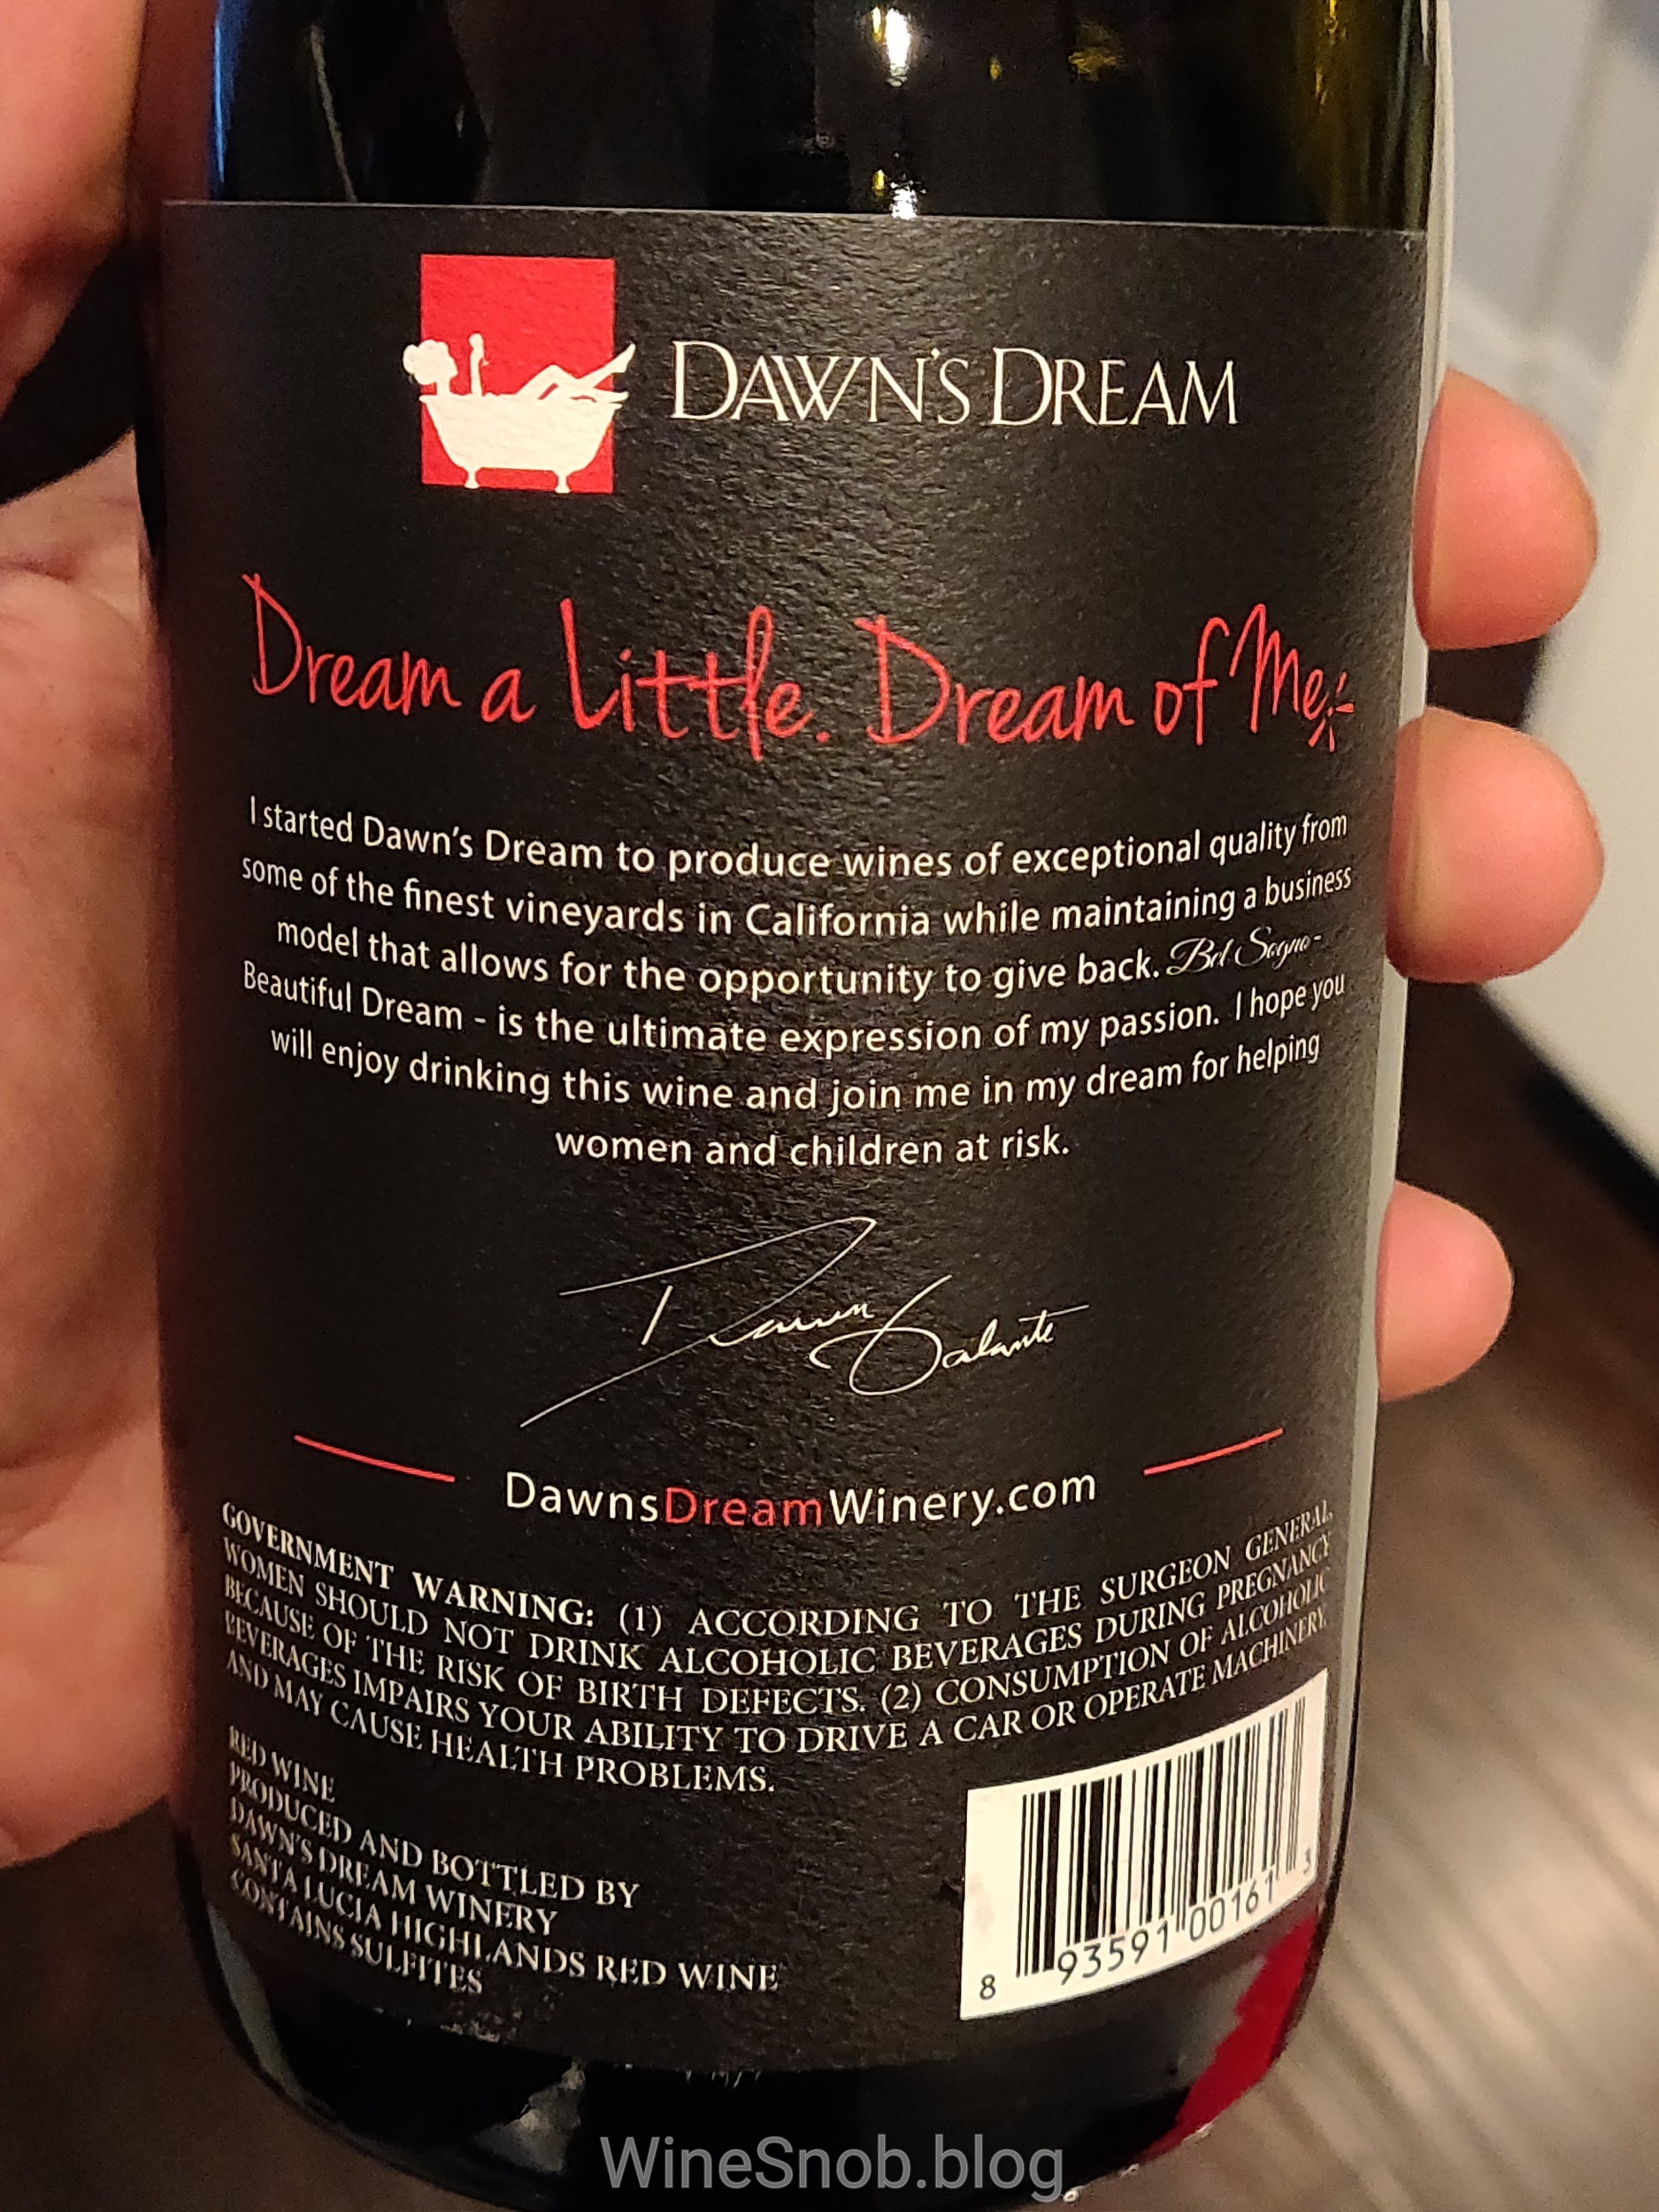 DAWN'S DREAM
Dream a Little. Dream of Me.
I started Dawn's Dream to produce wines of exceptional quality from
some of the finest vineyards in California while maintaining a business
model that allows for the opportunity to give back. Bel Sogno -
Beautiful Dream - is the ultimate expression of my passion. I hope you
will enjoy drinking this wine and join me in my dream for helping
women and children at risk.
Dawn Galante
DawnsDreamWinery.com
GOVERNMENT WARNING: (1) ACCORDING TO THE SURGEON GENERAL,
WOMEN SHOULD NOT DRINK ALCOHOLIC BEVERAGES DURING PREGNANCY
BECAUSE OF THE RISK OF BIRTH DEFECTS. (2) CONSUMPTION OF ALCOHOLIC
BEVERAGES IMPAIRS YOUR ABILITY TO DRIVE A CAR OR OPERATE MACHINERY,
AND MAY CAUSE HEALTH PROBLEMS.
RED WINE
PRODUCED AND BOTTLED BY
DAWN'S DREAM WINERY
SANTA LUCIA HIGHLANDS RED WINE
CONTAINS SULFITES
8 93591 00161 3
WineSnob.blog